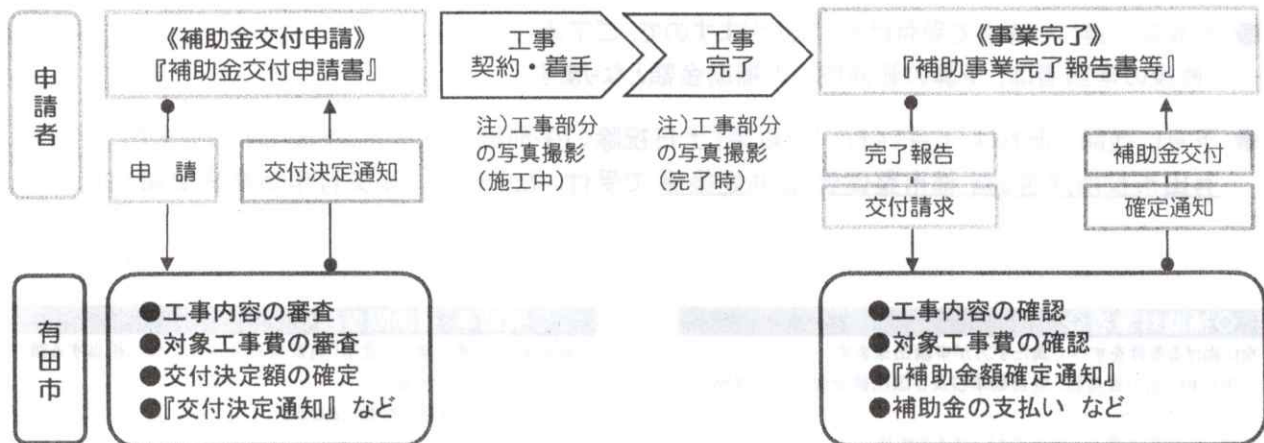 申請者
《補助金交付申請》
『補助金交付申請書』
工事
契約・着手
工事
完了
《事業完了》
『補助事業完了報告書等』
注)工事部分
の写真撮影
(施工中)
注)工事部分
の写真撮影
(完了時)
申 請
交付決定通知
完了報告
交付請求
補助金交付
確定通知
有田市
●工事内容の審査
●対象工事費の審査
●交付決定額の確定
●『交付決定通知』 など
●工事内容の確認
●対象工事費の確認
●『補助金額確定通知』
●補助金の支払い など